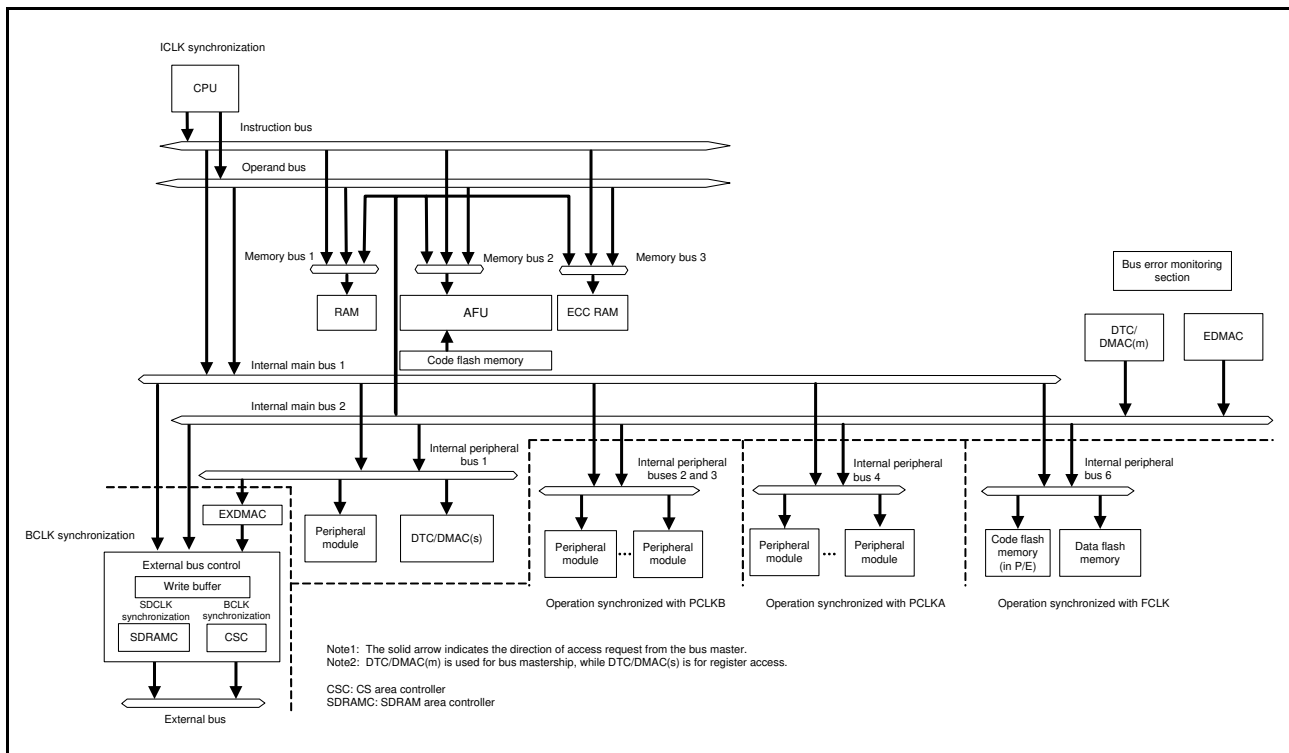 ICLK synchronization
CPU
Instruction bus
Operand bus
Memory bus 1
Memory bus 2
Memory bus 3
RAM
AFU
ECC RAM
Code flash memory
Bus error monitoring
section
DTC/
DMAC(m)
EDMAC
Internal main bus 1
Internal main bus 2
Internal peripheral
bus 1
Internal peripheral
buses 2 and 3
Internal peripheral
bus 4
Internal peripheral
bus 6
BCLK synchronization
EXDMAC
Peripheral
module
DTC/DMAC(s)
Peripheral
module
...
Peripheral
module
Peripheral
module
...
Peripheral
module
Code flash
memory
(in P/E)
Data flash
memory
External bus control
Write buffer
SDCLK
synchronization
BCLK
synchronization
SDRAMC
CSC
Operation synchronized with PCLKB
Operation synchronized with PCLKA
Operation synchronized with FCLK
Note1: The solid arrow indicates the direction of access request from the bus master.
Note2: DTC/DMAC(m) is used for bus mastership, while DTC/DMAC(s) is for register access.
CSC: CS area controller
SDRAMC: SDRAM area controller
External bus